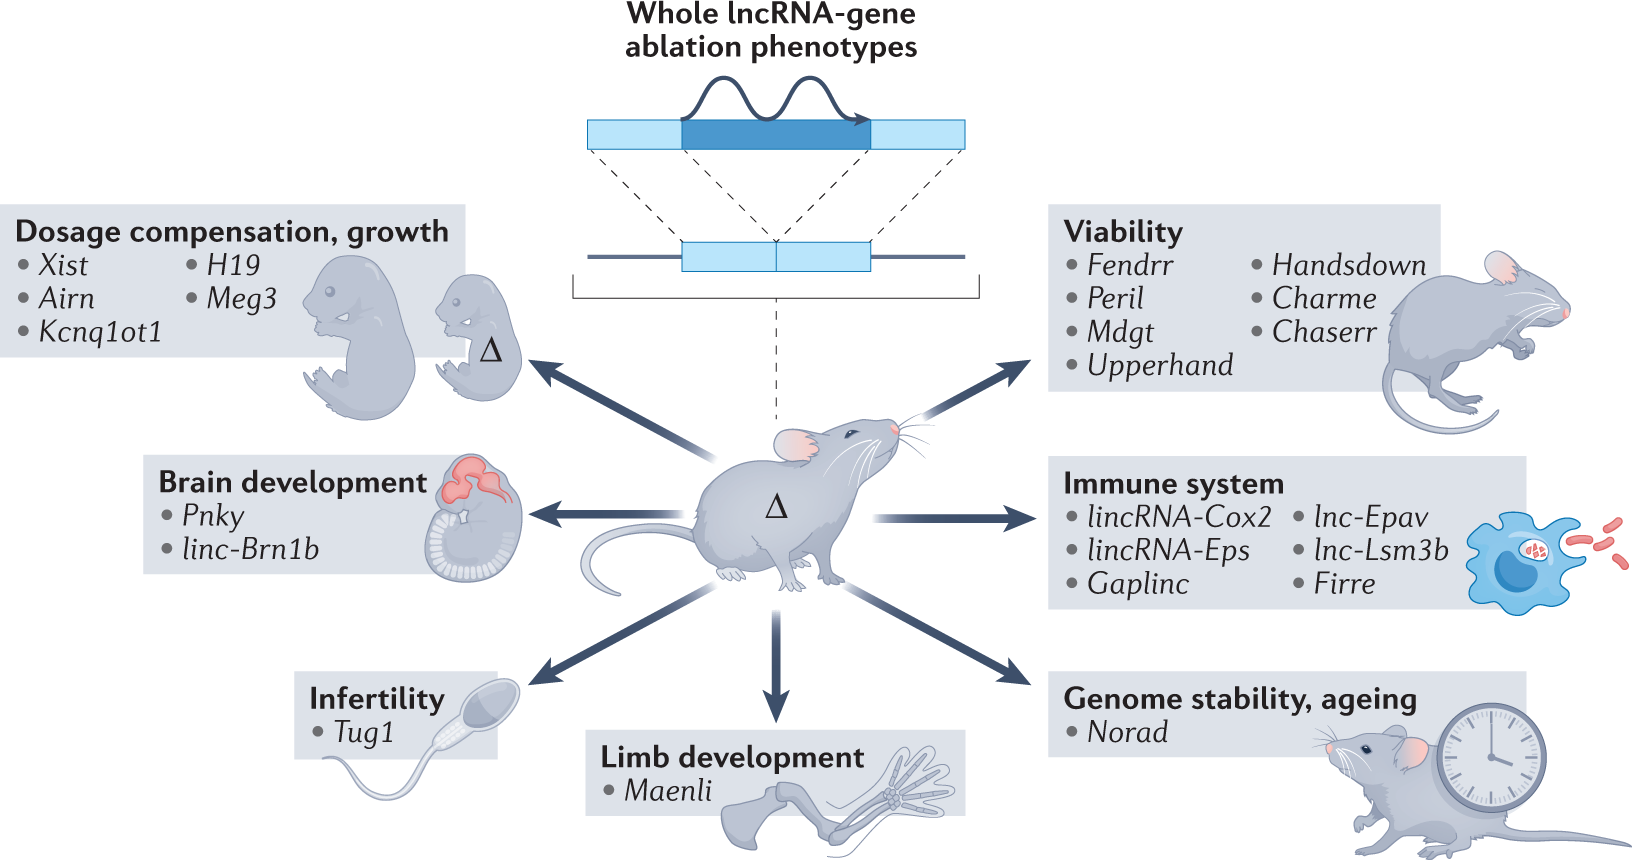 Whole lncRNA-gene
ablation phenotypes
Dosage compensation, growth
• Xist
• H19
• Airn
• Meg3
• Kcnq1ot1
Δ
Viability
• Fendrr
• Handsdown
• Peril
• Charme
• Mdgt
• Chaserr
• Upperhand
Brain development
• Pnky
• linc-Brn1b
Δ
Immune system
• lincRNA-Cox2
• lnc-Epav
• lincRNA-Eps
• lnc-Lsm3b
• Gaplinc
• Firre
Infertility
• Tug1
Limb development
• Maenli
Genome stability, ageing
• Norad